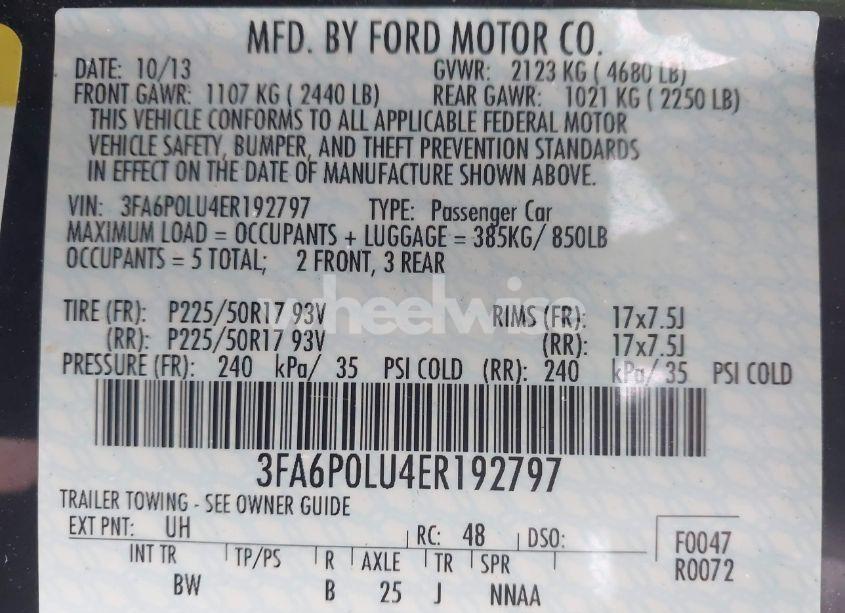 MFD. BY FORD MOTOR CO.
DATE: 10/13 GVWR: 2123 KG ( 4680 LB)
FRONT GAWR: 1107 KG ( 2440 LB) REAR GAWR: 1021 KG ( 2250 LB)
THIS VEHICLE CONFORMS TO ALL APPLICABLE FEDERAL MOTOR
VEHICLE SAFETY, BUMPER, AND THEFT PREVENTION STANDARDS
IN EFFECT ON THE DATE OF MANUFACTURE SHOWN ABOVE.
VIN: 3FA6P0LU4ER192797 TYPE: Passenger Car
MAXIMUM LOAD = OCCUPANTS + LUGGAGE = 385KG/ 850LB
OCCUPANTS = 5 TOTAL; 2 FRONT, 3 REAR
wheelwise
TIRE (FR): P225/50R17 93V RIMS (FR): 17x7.5J
(RR): P225/50R17 93V (RR): 17x7.5J
PRESSURE (FR): 240 kPa/ 35 PSI COLD (RR): 240 kPa/ 35 PSI COLD
3FA6P0LU4ER192797
TRAILER TOWING - SEE OWNER GUIDE
EXT PNT: UH RC: 48 DSO:
F0047
R0072
INT TR TP/PS R AXLE TR SPR
BW B 25 J NNAA